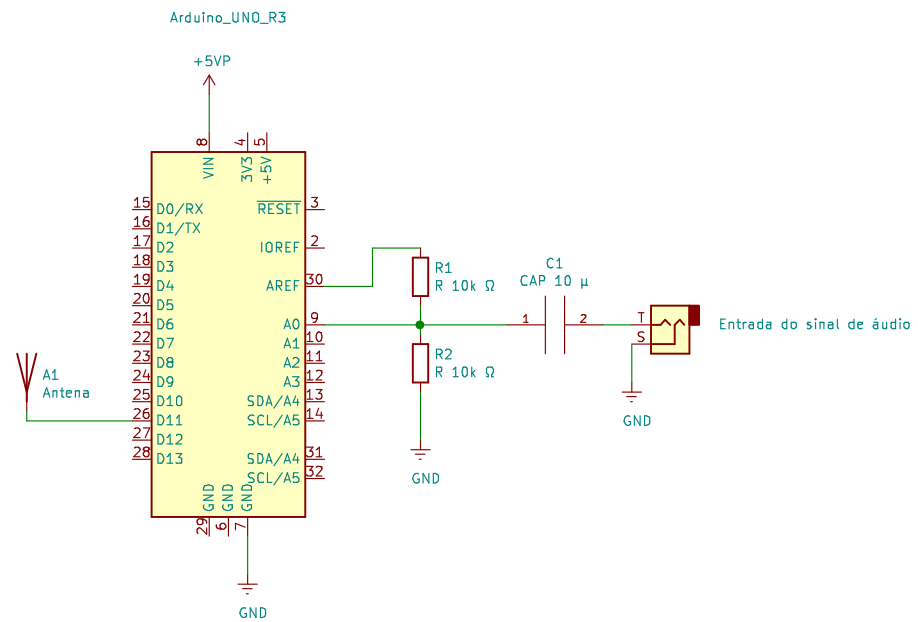 Arduino_UNO_R3
+5VP
8 4 5
VIN 3V3 +5V
15 D0/RX RESET 3
16 D1/TX
17 D2 IOREF 2
18 D3
19 D4 AREF 30
20 D5
21 D6 A0 9
22 D7 A1 10
23 D8 A2 11
24 D9 A3 12
25 D10 SDA/A4 13
26 D11 SCL/A5 14
27 D12
28 D13 SDA/A4 31
SCL/A5 32
GND GND GND
29 6 7
GND
A1
Antena
R1
R 10k Ω
R2
R 10k Ω
GND
C1
CAP 10 µ
1 2
T
S
Entrada do sinal de áudio
GND